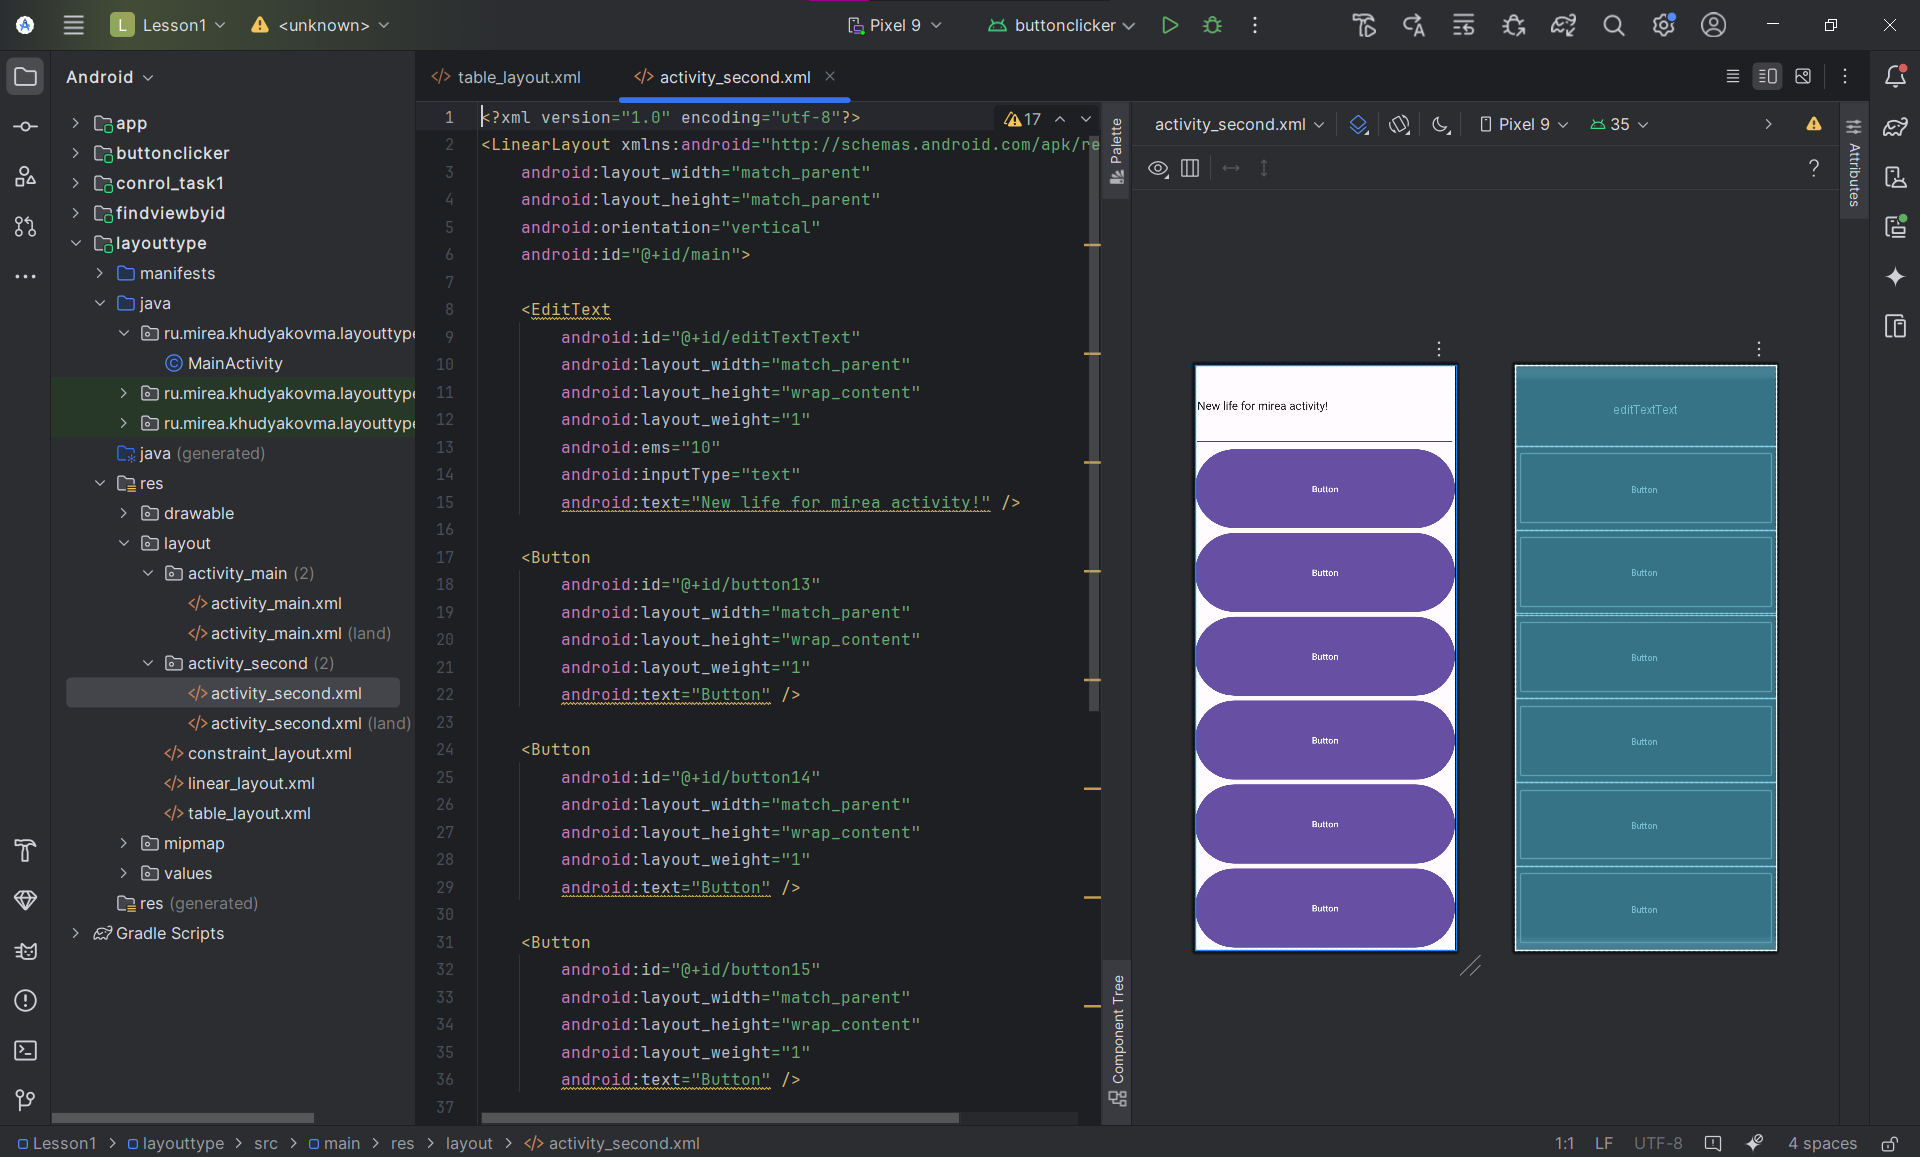 L Lesson1 <unknown> Pixel 9 buttonclicker
Android
table_layout.xml
activity_second.xml
app
buttonclicker
conrol_task1
findviewbyid
layouttype
manifests
java
ru.mirea.khudyakovma.layouttype
MainActivity
ru.mirea.khudyakovma.layouttype
ru.mirea.khudyakovma.layouttype
java (generated)
res
drawable
layout
activity_main (2)
activity_main.xml
activity_main.xml (land)
activity_second (2)
activity_second.xml
activity_second.xml (land)
constraint_layout.xml
linear_layout.xml
table_layout.xml
mipmap
values
res (generated)
Gradle Scripts
17
1 <?xml version="1.0" encoding="utf-8"?>
2 <LinearLayout xmlns:android="http://schemas.android.com/apk/re
3 android:layout_width="match_parent"
4 android:layout_height="match_parent"
5 android:orientation="vertical"
6 android:id="@+id/main">
7
8 <EditText
9 android:id="@+id/editTextText"
10 android:layout_width="match_parent"
11 android:layout_height="wrap_content"
12 android:layout_weight="1"
13 android:ems="10"
14 android:inputType="text"
15 android:text="New life for mirea activity!" />
16
17 <Button
18 android:id="@+id/button13"
19 android:layout_width="match_parent"
20 android:layout_height="wrap_content"
21 android:layout_weight="1"
22 android:text="Button" />
23
24 <Button
25 android:id="@+id/button14"
26 android:layout_width="match_parent"
27 android:layout_height="wrap_content"
28 android:layout_weight="1"
29 android:text="Button" />
30
31 <Button
32 android:id="@+id/button15"
33 android:layout_width="match_parent"
34 android:layout_height="wrap_content"
35 android:layout_weight="1"
36 android:text="Button" />
37
Palette
Component Tree
activity_second.xml Pixel 9 35
?
Attributes
New life for mirea activity!
Button
Button
Button
Button
Button
Button
editTextText
Button
Button
Button
Button
Button
Button
Lesson1 > layouttype > src > main > res > layout > activity_second.xml
1:1 LF UTF-8 4 spaces